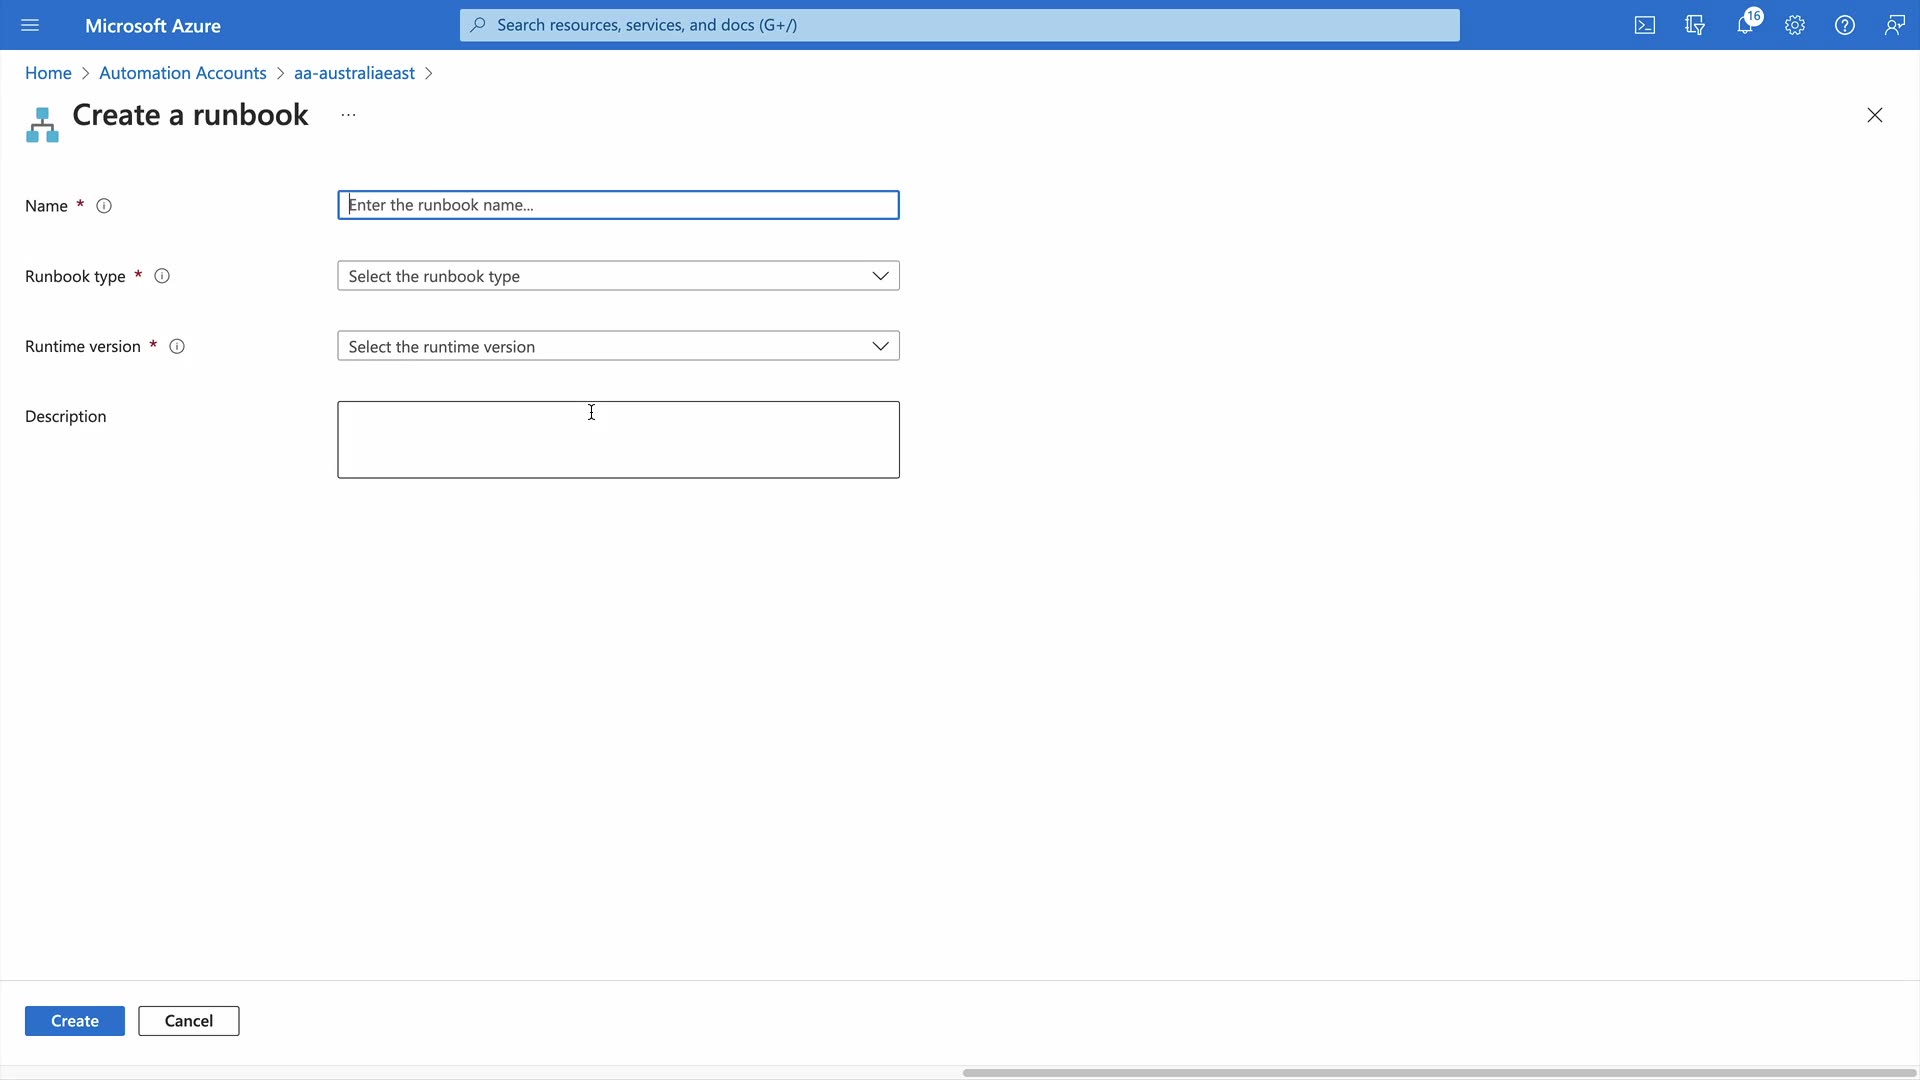 Microsoft Azure
Search resources, services, and docs (G+/)
16
Home > Automation Accounts > aa-australiaeast >
Create a runbook ...
Name *
Enter the runbook name...
Runbook type *
Select the runbook type
Runtime version *
Select the runtime version
Description
Create
Cancel